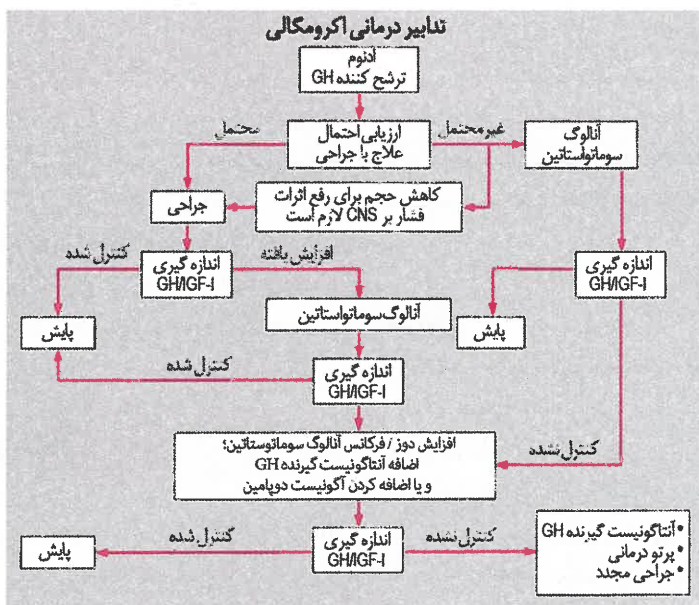 تدابیر درمانی آکرومگالی
آدنوم
ترشح کننده GH
ارزیابی احتمال
علاج با جراحی
محتمل
غیرمحتمل
آنالوگ
سوماتواستاتین
جراحی
کاهش حجم برای رفع اثرات
فشار بر CNS لازم است
اندازه گیری
GH/IGF-I
کنترل شده
افزایش یافته
اندازه گیری
GH/IGF-I
پایش
آنالوگ سوماتواستاتین
پایش
کنترل شده
اندازه گیری
GH/IGF-I
کنترل نشده
افزایش دوز / فرکانس آنالوگ سوماتوستاتین؛
اضافه آنتاگونیست گیرنده GH
و یا اضافه کردن آگونیست دوپامین
اندازه گیری
GH/IGF-I
کنترل شده
پایش
کنترل نشده
•آنتاگونیست گیرنده GH
•پرتو درمانی
•جراحی مجدد